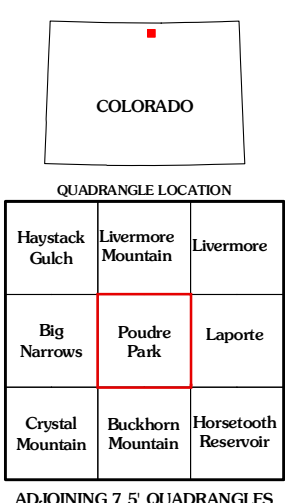 COLORADO
QUADRANGLE LOCATION
Haystack Gulch
Livermore Mountain
Livermore
Big Narrows
Poudre Park
Laporte
Crystal Mountain
Buckhorn Mountain
Horsetooth Reservoir
ADJOINING 7.5' QUADRANGLES